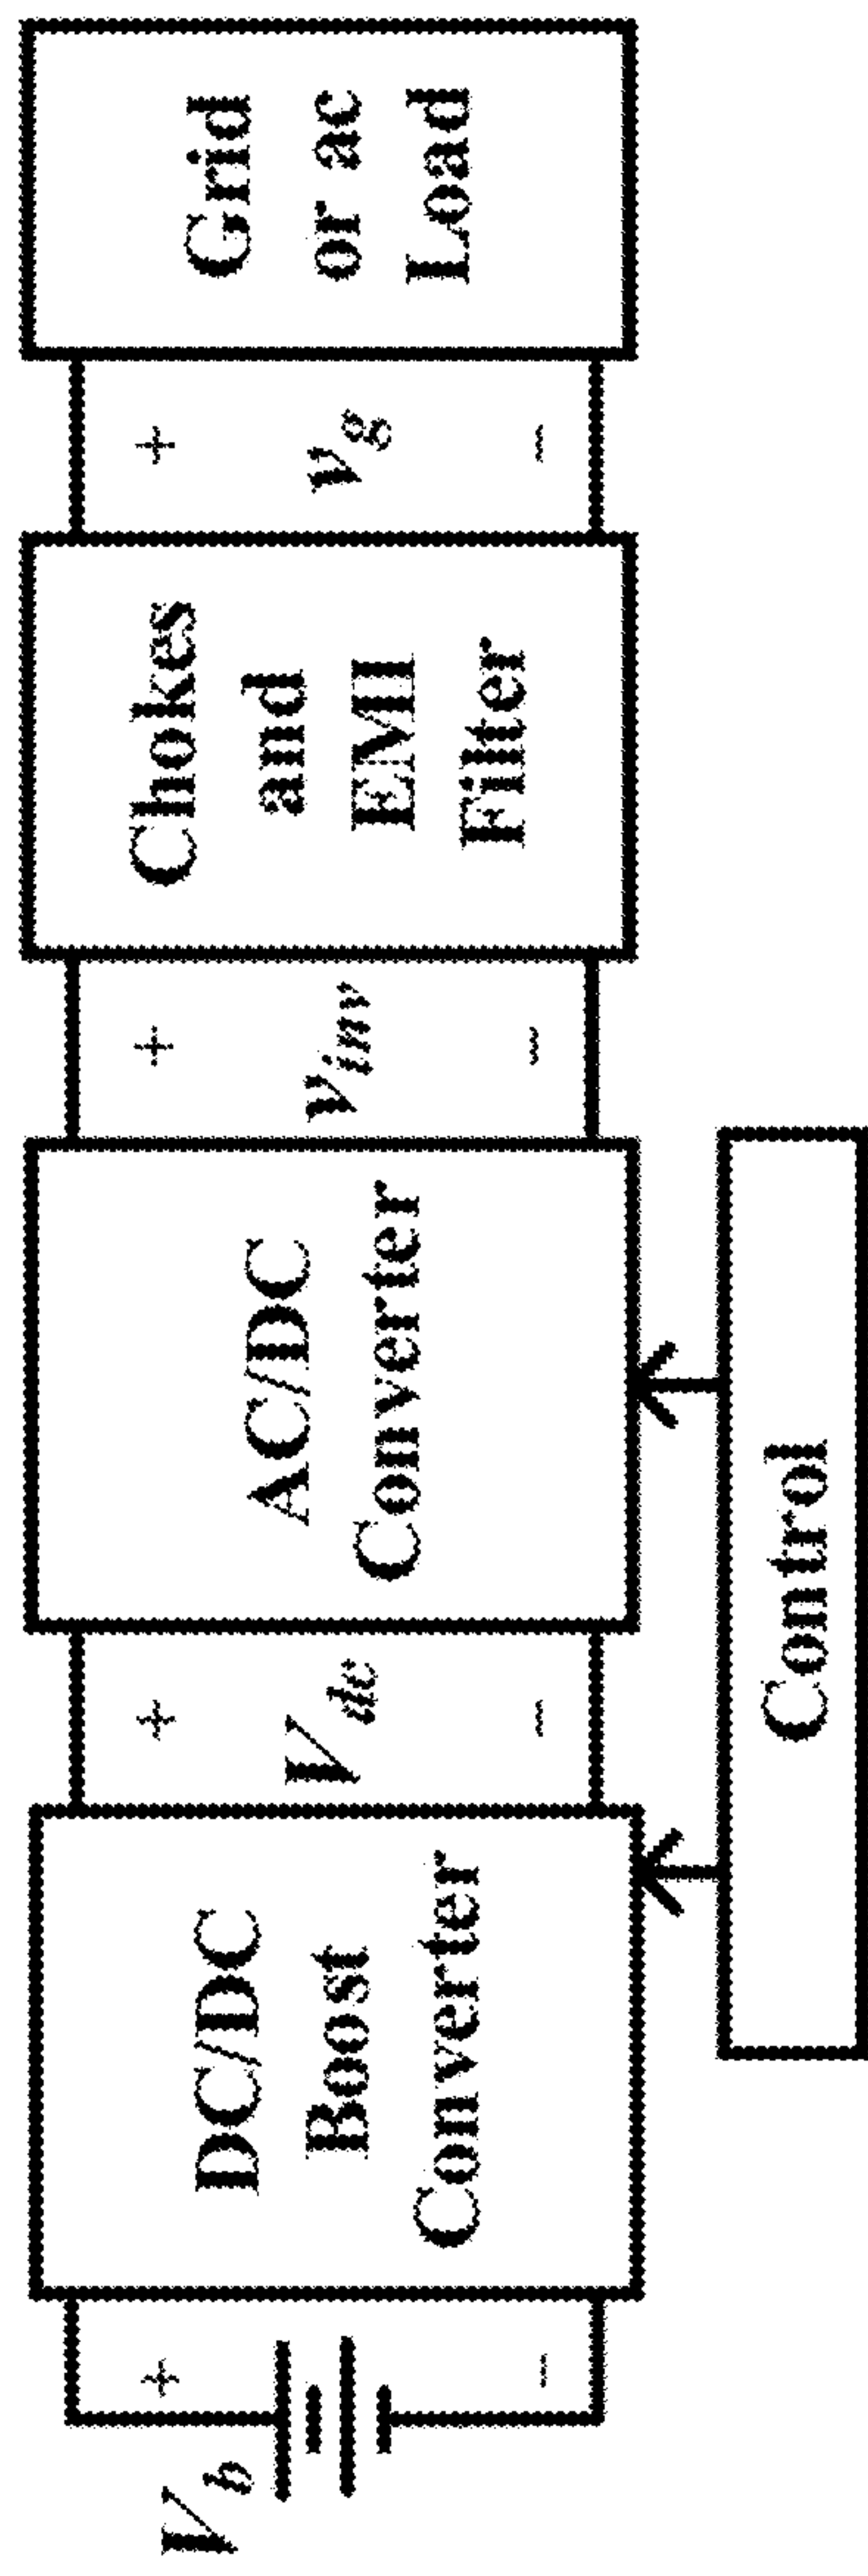 V_b
+
−
DC/DC
Boost
Converter
+
V_dc
−
AC/DC
Converter
+
v_inv
−
Chokes
and
EMI
Filter
+
v_g
−
Grid
or ac
Load
Control